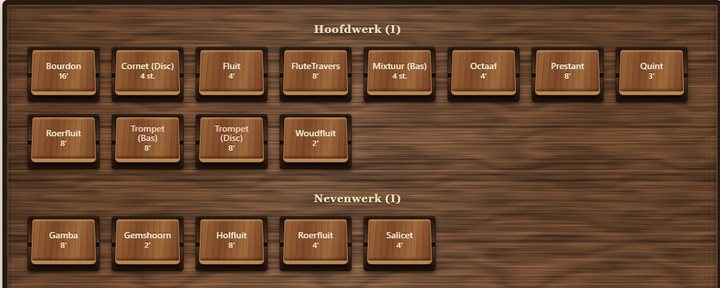 Hoofdwerk (I)
Bourdon
16'
Cornet (Disc)
4 st.
Fluit
4'
FluteTravers
8'
Mixtuur (Bas)
4 st.
Octaaf
4'
Prestant
8'
Quint
3'
Roerfluit
8'
Trompet
(Bas)
8'
Trompet
(Disc)
8'
Woudfluit
2'
Nevenwerk (I)
Gamba
8'
Gemshoorn
2'
Holfluit
8'
Roerfluit
4'
Salicet
4'